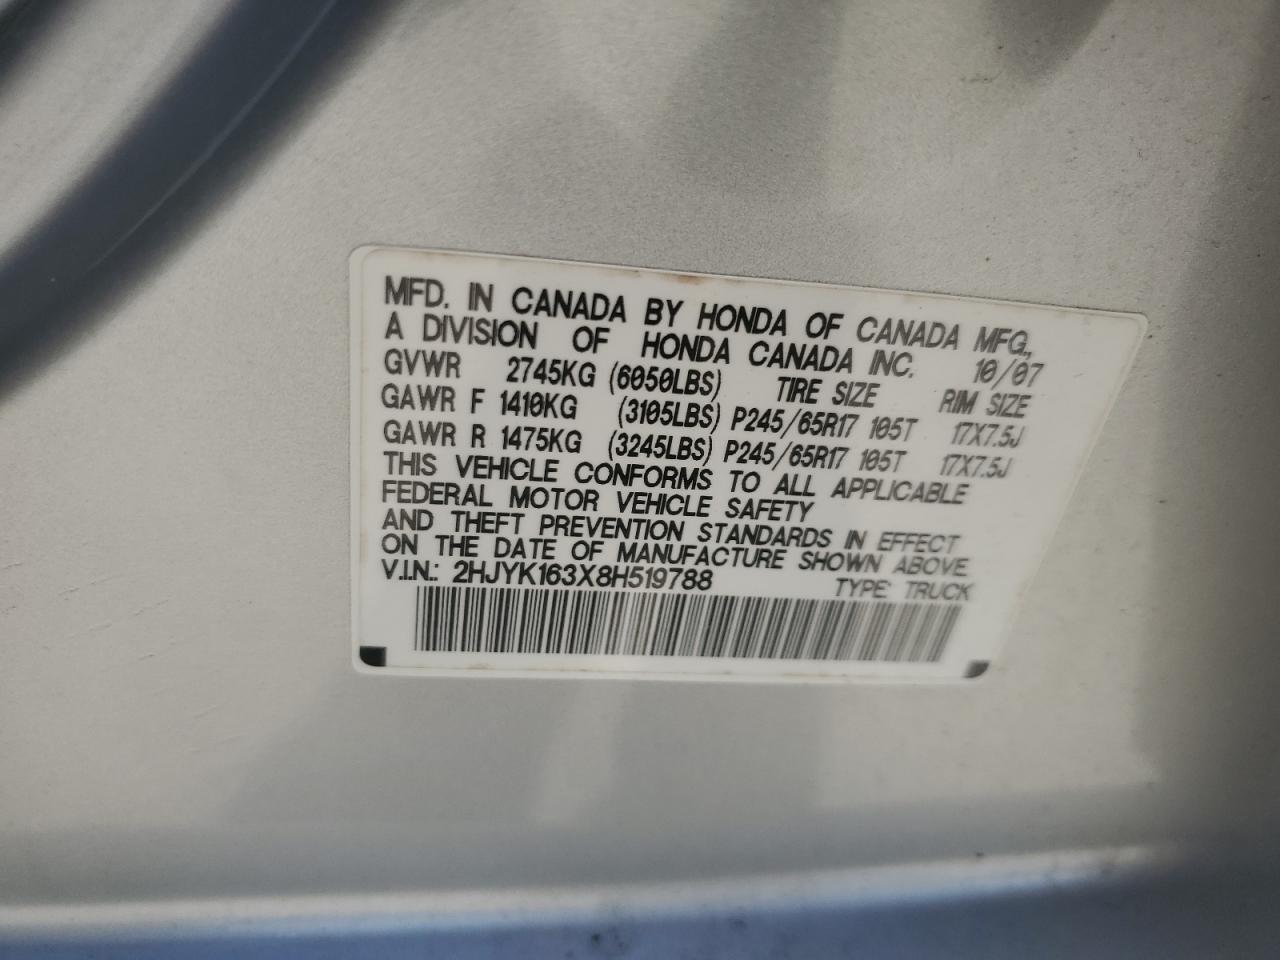 MFD. IN CANADA BY HONDA OF CANADA MFG.,
A DIVISION OF HONDA CANADA INC. 10/07
GVWR 2745KG (6050LBS) TIRE SIZE RIM SIZE
GAWR F 1410KG (3105LBS) P245/65R17 105T 17X7.5J
GAWR R 1475KG (3245LBS) P245/65R17 105T 17X7.5J
THIS VEHICLE CONFORMS TO ALL APPLICABLE
FEDERAL MOTOR VEHICLE SAFETY
AND THEFT PREVENTION STANDARDS IN EFFECT
ON THE DATE OF MANUFACTURE SHOWN ABOVE
V.I.N.: 2HJYK163X8H519788 TYPE: TRUCK